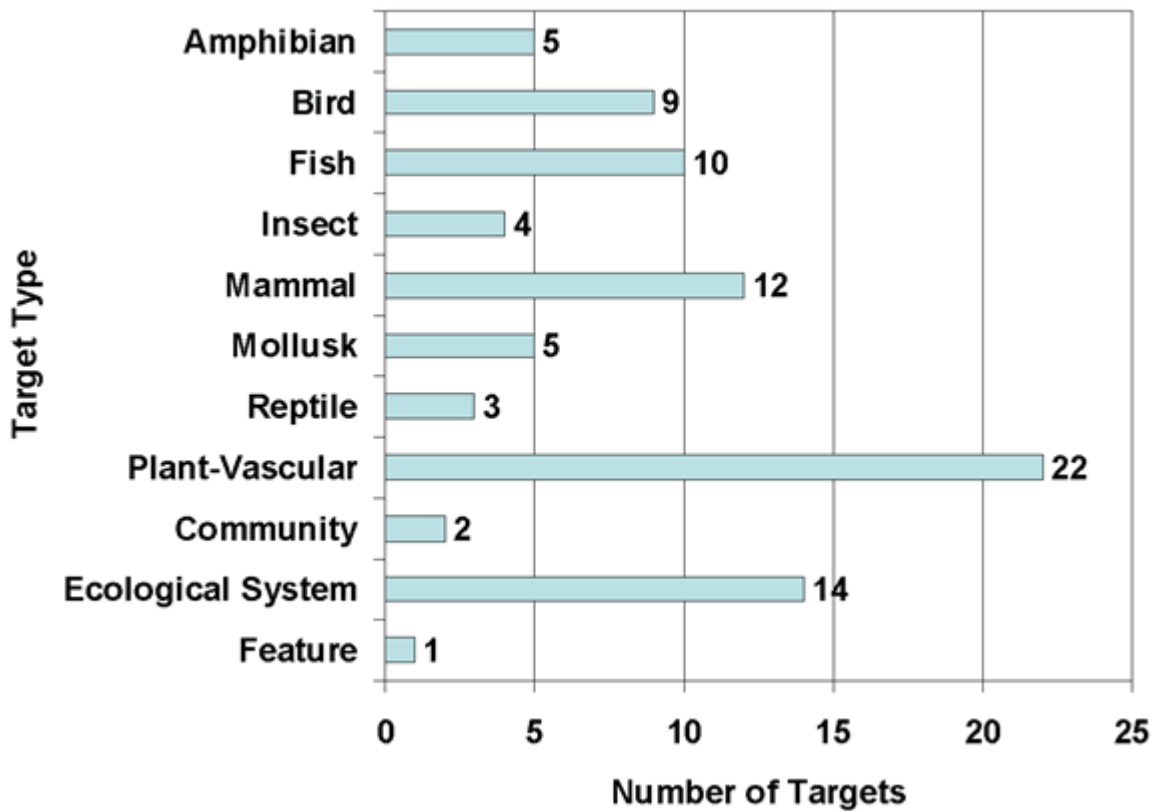 Target Type
Amphibian 5
Bird 9
Fish 10
Insect 4
Mammal 12
Mollusk 5
Reptile 3
Plant-Vascular 22
Community 2
Ecological System 14
Feature 1
0 5 10 15 20 25
Number of Targets